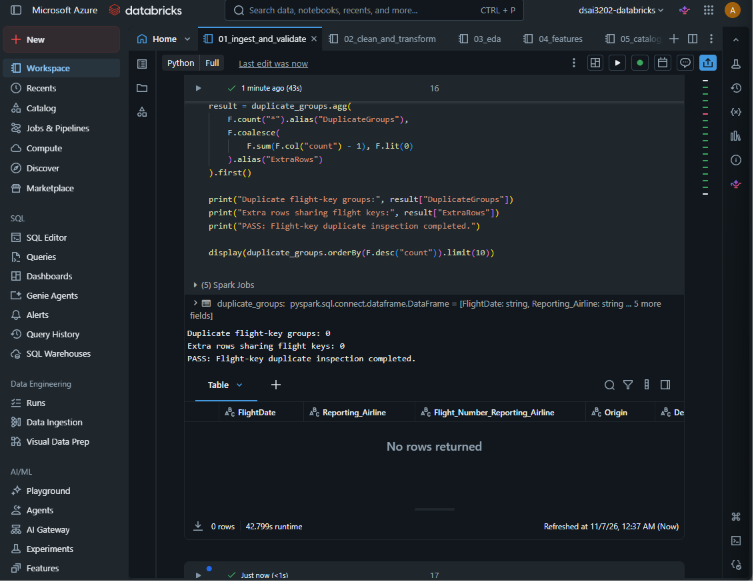 Microsoft Azure
databricks
Search data, notebooks, recents, and more...
CTRL + P
dsai3202-databricks
A
New
Workspace
Recents
Catalog
Jobs & Pipelines
Compute
Discover
Marketplace
SQL
SQL Editor
Queries
Dashboards
Genie Agents
Alerts
Query History
SQL Warehouses
Data Engineering
Runs
Data Ingestion
Visual Data Prep
AI/ML
Playground
Agents
AI Gateway
Experiments
Features
Home
01_ingest_and_validate
02_clean_and_transform
03_eda
04_features
05_catalog
Python
Full
Last edit was now
1 minute ago (43s)
16
result = duplicate_groups.agg(
F.count("*").alias("DuplicateGroups"),
F.coalesce(
F.sum(F.col("count") - 1), F.lit(0)
).alias("ExtraRows")
).first()
print("Duplicate flight-key groups:", result["DuplicateGroups"])
print("Extra rows sharing flight keys:", result["ExtraRows"])
print("PASS: Flight-key duplicate inspection completed.")
display(duplicate_groups.orderBy(F.desc("count")).limit(10))
(5) Spark Jobs
duplicate_groups: pyspark.sql.connect.dataframe.DataFrame = [FlightDate: string, Reporting_Airline: string ... 5 more
fields]
Duplicate flight-key groups: 0
Extra rows sharing flight keys: 0
PASS: Flight-key duplicate inspection completed.
Table
FlightDate
Reporting_Airline
Flight_Number_Reporting_Airline
Origin
De
No rows returned
0 rows
42.799s runtime
Refreshed at 11/7/26, 12:37 AM (Now)
Just now (<1s)
17